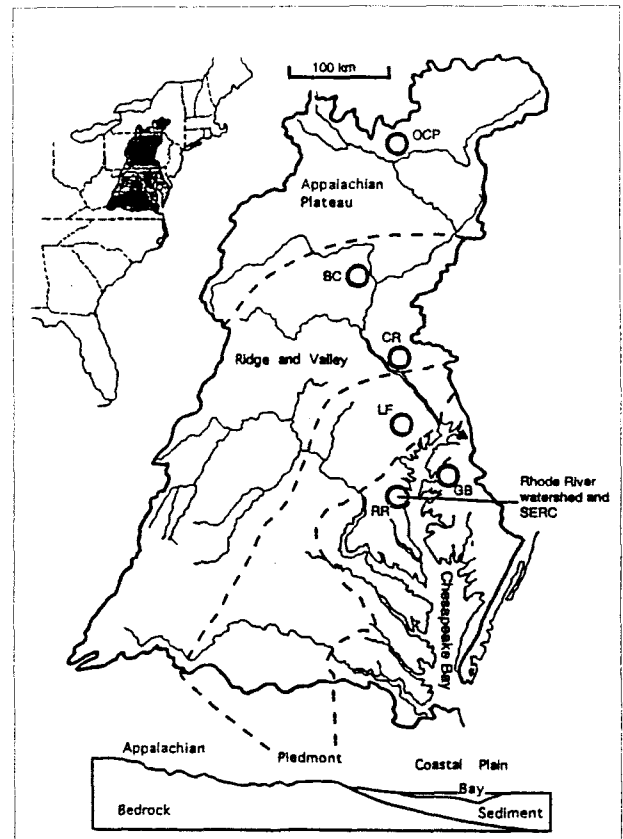 100 km
OCP
Appalachian
Plateau
BC
CR
Ridge and Valley
LF
GB
RR
Rhode River
watershed and
SERC
Chesapeake Bay
Appalachian
Piedmont
Coastal Plain
Bay
Bedrock
Sediment